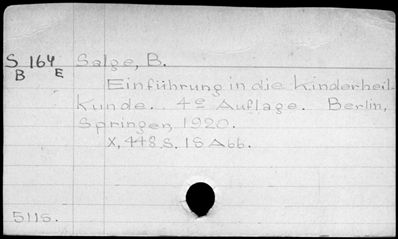 S 164 Salge, B.
B E
Einführung in die Kinderheil
kunde. 4e Auflage. Berlin,
Springer, 1920.
X, 448 S. 15 Abb.
5115.